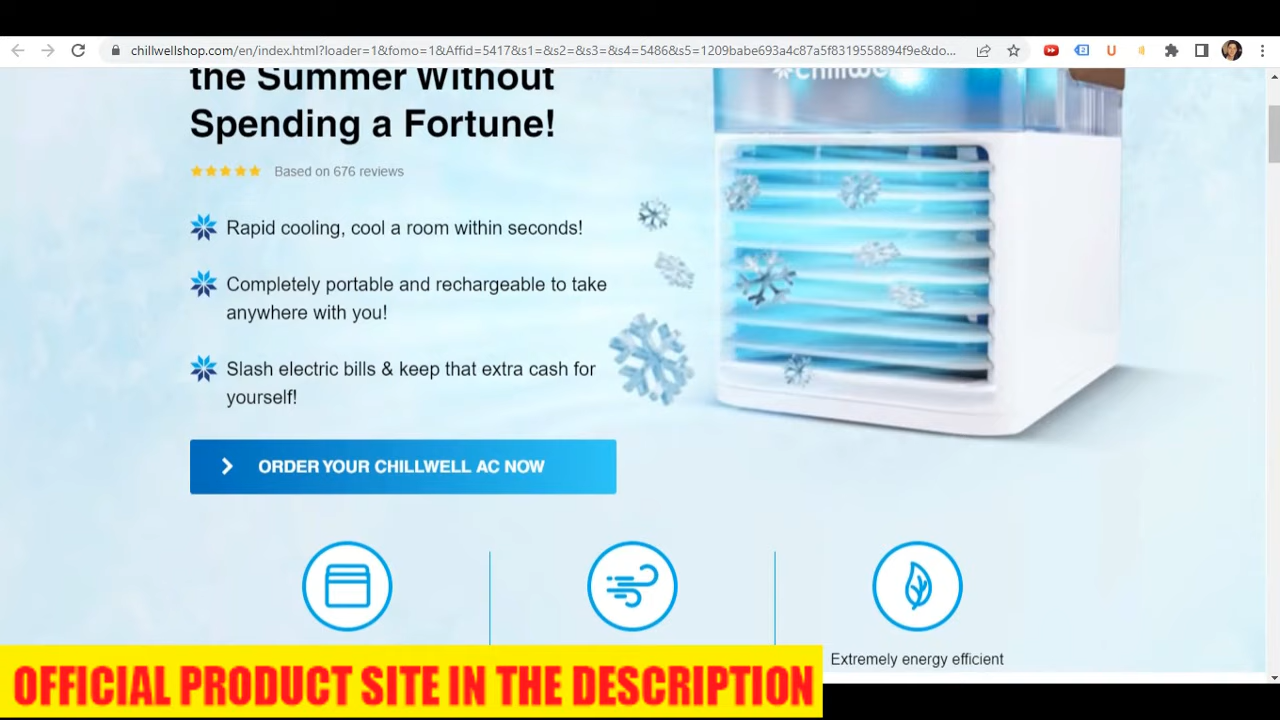 chillwellshop.com/en/index.html?loader=1&fomo=1&Affid=5417&s1=&s2=&s3=&s4=5486&s5=1209babe693a4c87a5f8319558894f9e&do...
the Summer Without
Spending a Fortune!
Based on 676 reviews
Rapid cooling, cool a room within seconds!
Completely portable and rechargeable to take
anywhere with you!
Slash electric bills & keep that extra cash for
yourself!
ORDER YOUR CHILLWELL AC NOW
Extremely energy efficient
OFFICIAL PRODUCT SITE IN THE DESCRIPTION